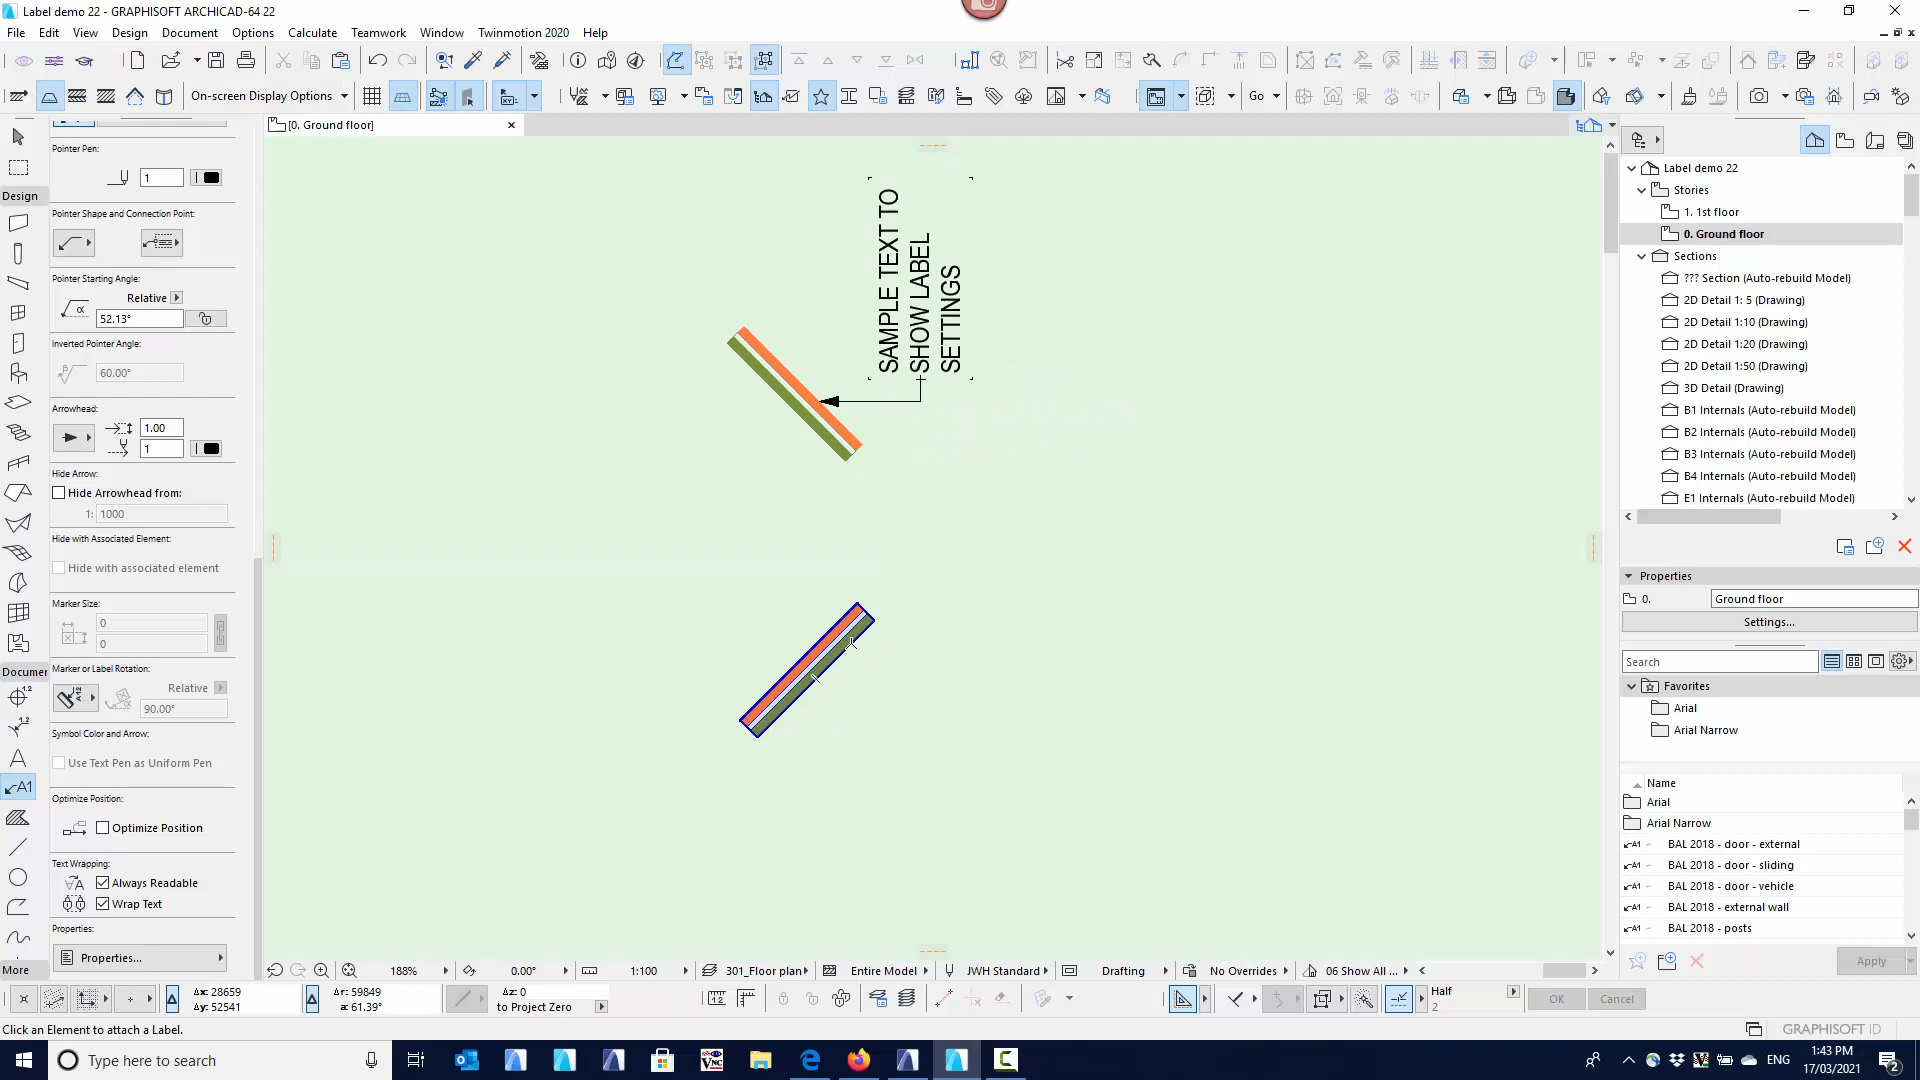 Label demo 22 - GRAPHISOFT ARCHICAD-64 22
File Edit View Design Document Options Calculate Teamwork Window Twinmotion 2020 Help
On-screen Display Options
Go
[0. Ground floor]
Pointer Pen:
1
Design
Pointer Shape and Connection Point:
Pointer Starting Angle:
Relative
α
52.13°
Inverted Pointer Angle:
60.00°
Arrowhead:
1.00
1
Hide Arrow:
Hide Arrowhead from:
1: 1000
Hide with Associated Element:
Hide with associated element
Marker Size:
0
0
Document
Marker or Label Rotation:
Relative
90.00°
Symbol Color and Arrow:
Use Text Pen as Uniform Pen
Optimize Position:
Optimize Position
Text Wrapping:
Always Readable
Wrap Text
Properties:
Properties...
More
SAMPLE TEXT TO
SHOW LABEL
SETTINGS
Label demo 22
Stories
1. 1st floor
0. Ground floor
Sections
??? Section (Auto-rebuild Model)
2D Detail 1: 5 (Drawing)
2D Detail 1:10 (Drawing)
2D Detail 1:20 (Drawing)
2D Detail 1:50 (Drawing)
3D Detail (Drawing)
B1 Internals (Auto-rebuild Model)
B2 Internals (Auto-rebuild Model)
B3 Internals (Auto-rebuild Model)
B4 Internals (Auto-rebuild Model)
E1 Internals (Auto-rebuild Model)
Properties
0. Ground floor
Settings...
Search
Favorites
Arial
Arial Narrow
Name
Arial
Arial Narrow
BAL 2018 - door - external
BAL 2018 - door - sliding
BAL 2018 - door - vehicle
BAL 2018 - external wall
BAL 2018 - posts
Apply
188% 0.00° 1:100 301_Floor plan Entire Model JWH Standard Drafting No Overrides 06 Show All ...
Δx: 28659
Δy: 52541
Δr: 59849
a: 61.39°
Δz: 0
to Project Zero
Half
2
OK Cancel
Click an Element to attach a Label.
GRAPHISOFT ID
Type here to search
ENG
1:43 PM
17/03/2021
2